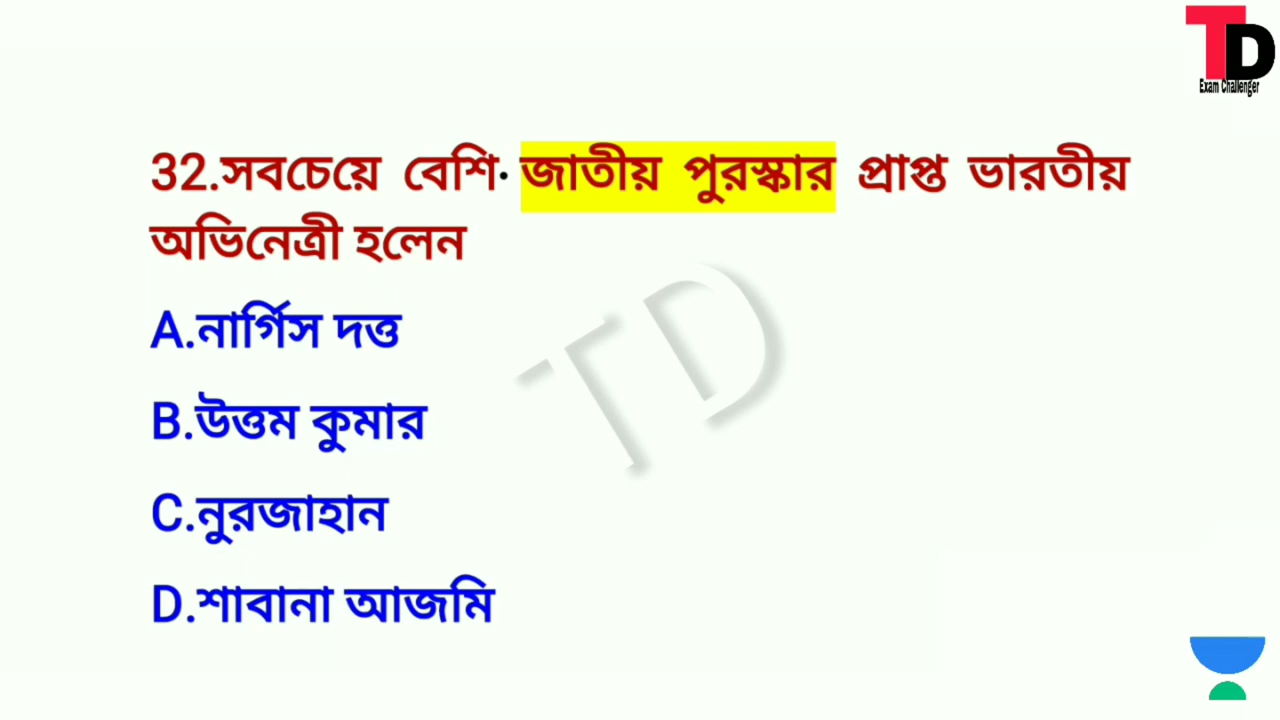 TD
Exam Challenger
32.সবচেয়ে বেশি জাতীয় পুরস্কার প্রাপ্ত ভারতীয়
অভিনেত্রী হলেন
A.নার্গিস দত্ত
B.উত্তম কুমার
C.নুরজাহান
D.শাবানা আজমি
TD